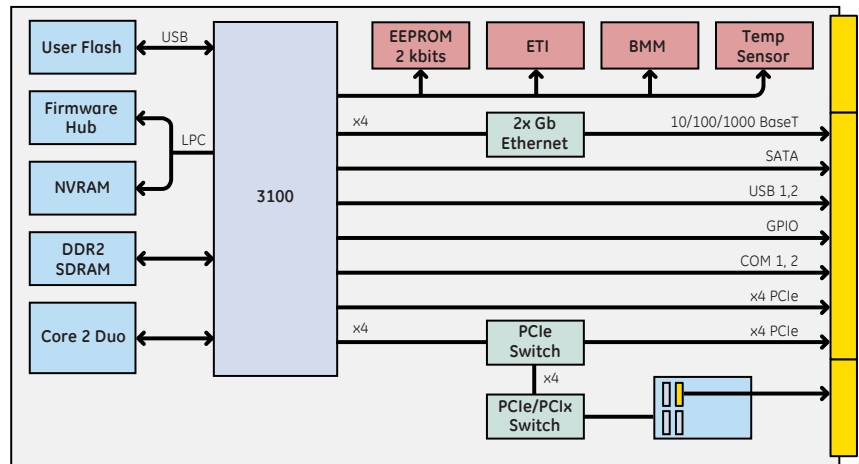 User Flash
USB
EEPROM
2 kbits
ETI
BMM
Temp
Sensor
Firmware
Hub
LPC
NVRAM
3100
x4
2x Gb
Ethernet
10/100/1000 BaseT
SATA
USB 1,2
GPIO
COM 1, 2
x4 PCIe
DDR2
SDRAM
Core 2 Duo
x4
PCIe
Switch
x4 PCIe
x4
PCIe/PCIx
Switch